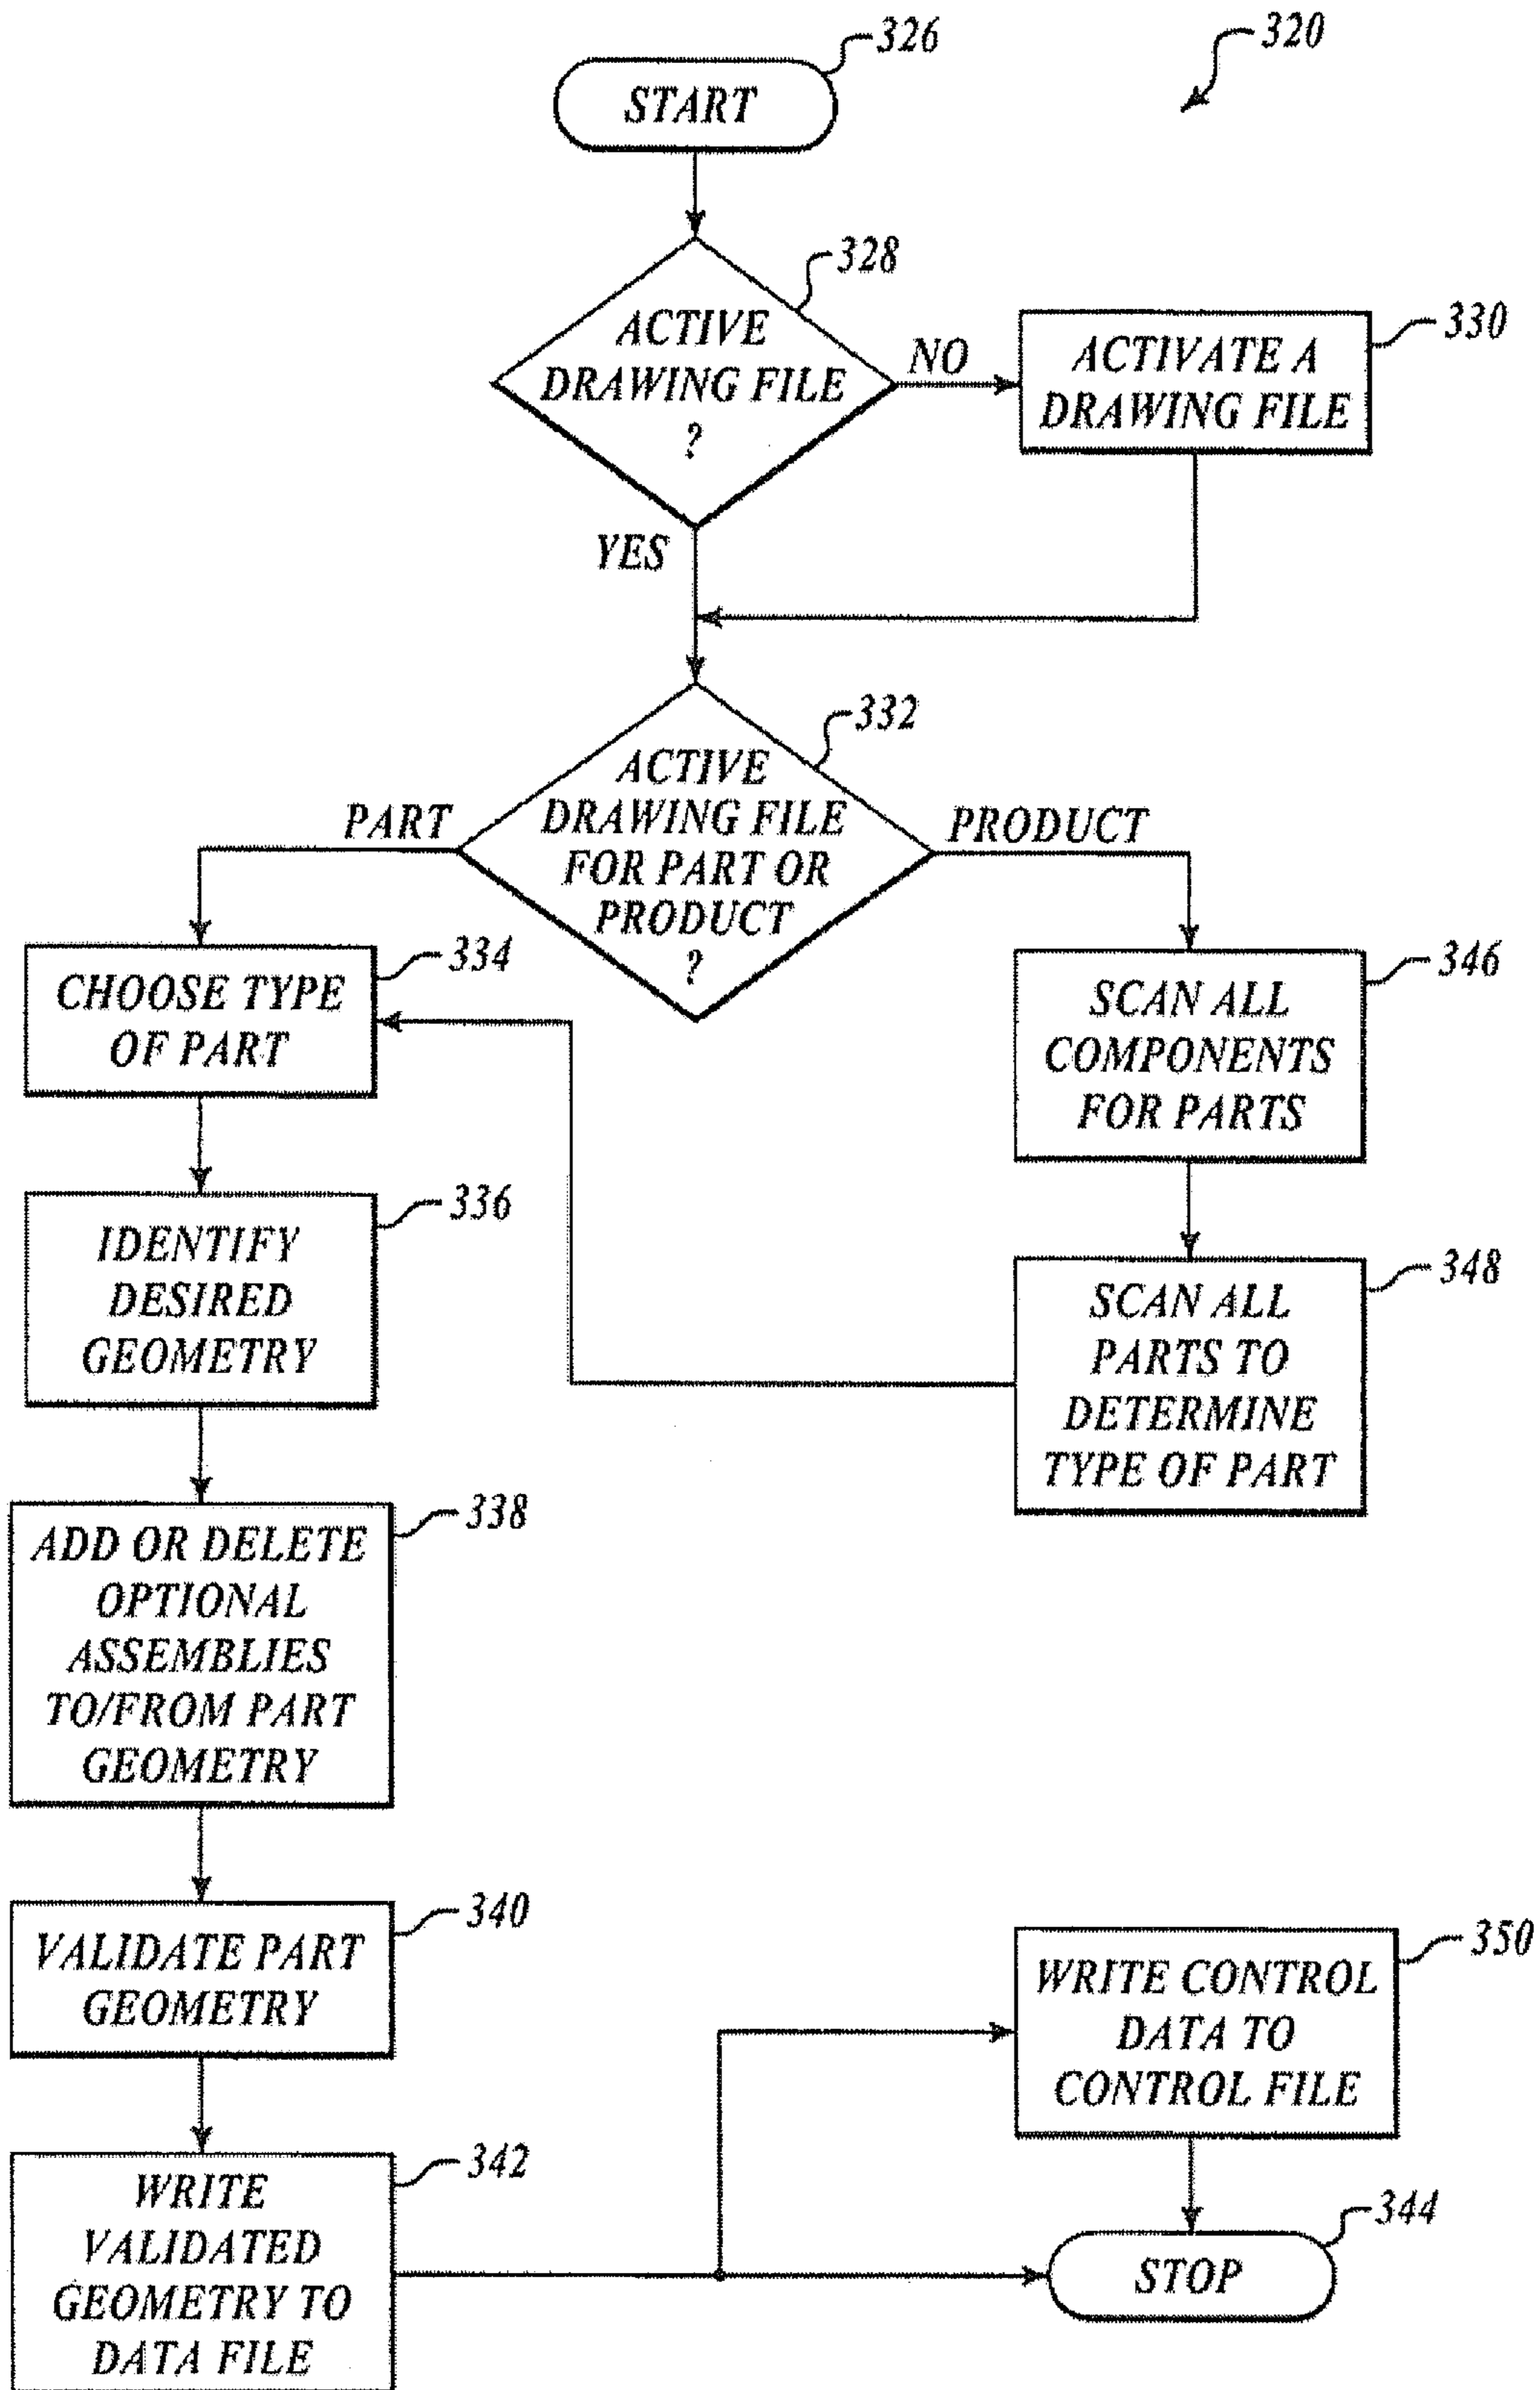 326
320
START
328
ACTIVE
DRAWING FILE
?
NO
330
ACTIVATE A
DRAWING FILE
YES
332
ACTIVE
DRAWING FILE
FOR PART OR
PRODUCT
?
PART
PRODUCT
334
CHOOSE TYPE
OF PART
346
SCAN ALL
COMPONENTS
FOR PARTS
336
IDENTIFY
DESIRED
GEOMETRY
348
SCAN ALL
PARTS TO
DETERMINE
TYPE OF PART
338
ADD OR DELETE
OPTIONAL
ASSEMBLIES
TO/FROM PART
GEOMETRY
340
VALIDATE PART
GEOMETRY
350
WRITE CONTROL
DATA TO
CONTROL FILE
342
WRITE
VALIDATED
GEOMETRY TO
DATA FILE
344
STOP